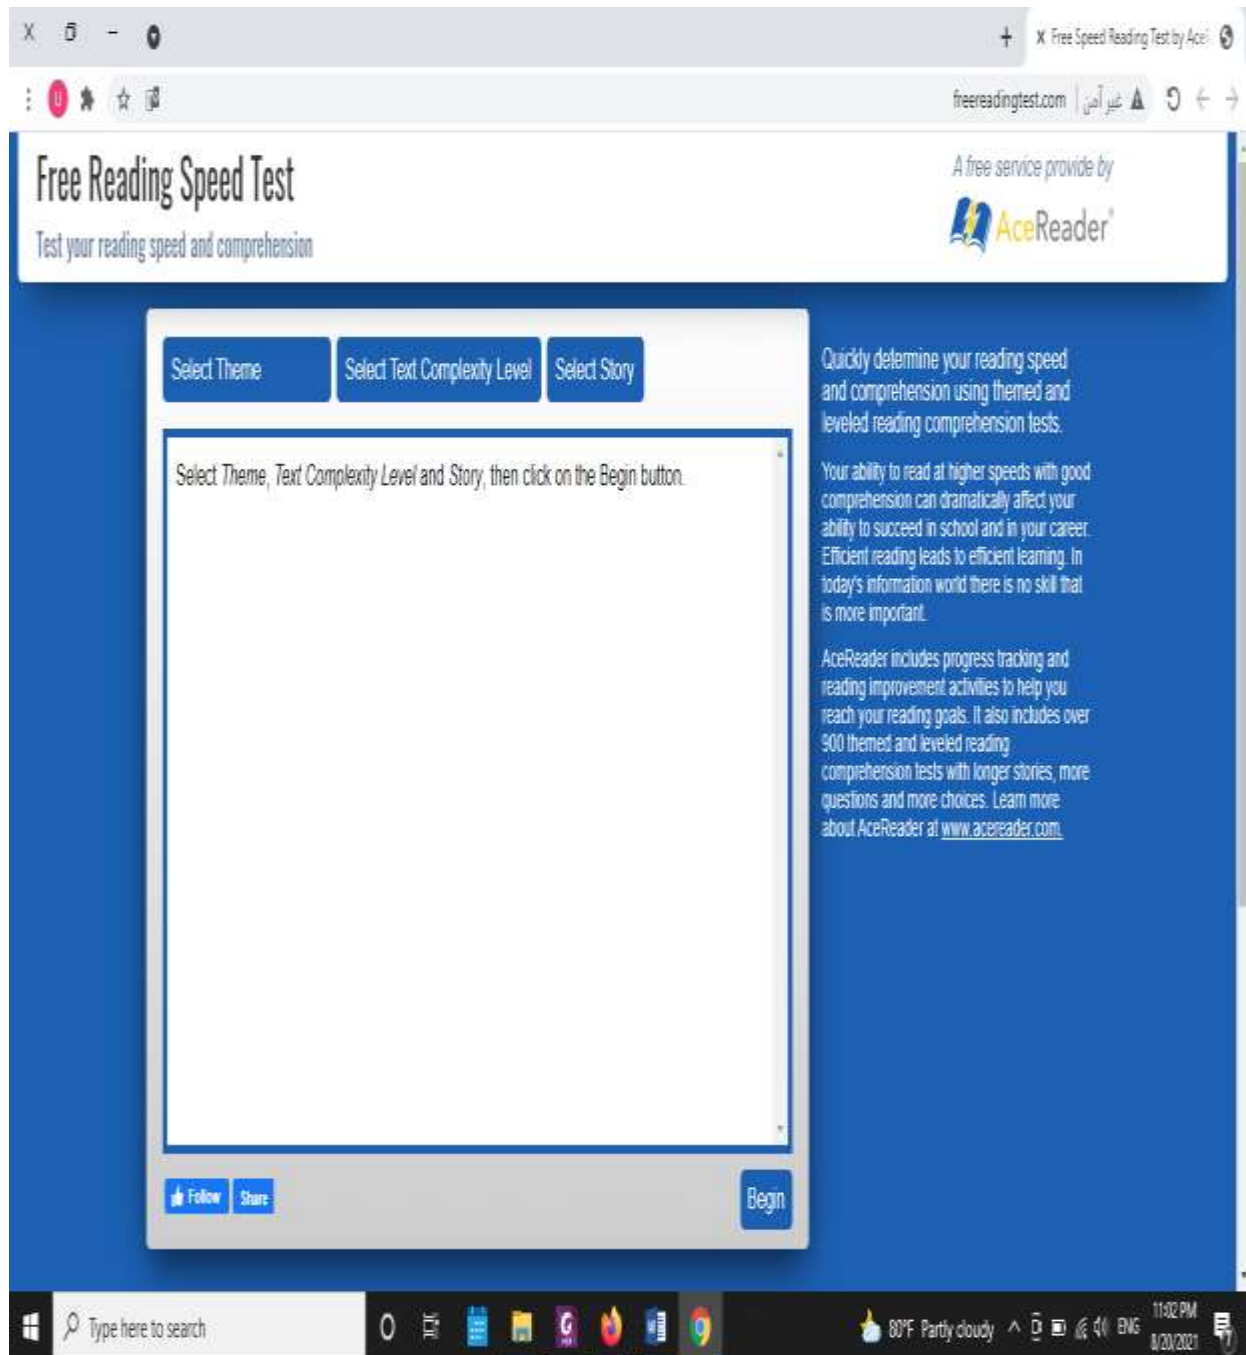 x Free Speed Reading Test by AceR
freereadingtest.com | غير آمن
U
Free Reading Speed Test
Test your reading speed and comprehension
A free service provide by
AceReader®
Select Theme
Select Text Complexity Level
Select Story
Select Theme, Text Complexity Level and Story, then click on the Begin button.
Quickly determine your reading speed
and comprehension using themed and
leveled reading comprehension tests.
Your ability to read at higher speeds with good
comprehension can dramatically affect your
ability to succeed in school and in your career.
Efficient reading leads to efficient learning. In
today's information world there is no skill that
is more important.
AceReader includes progress tracking and
reading improvement activities to help you
reach your reading goals. It also includes over
900 themed and leveled reading
comprehension tests with longer stories, more
questions and more choices. Learn more
about AceReader at www.acereader.com.
Follow
Share
Begin
Type here to search
80°F Partly cloudy
ENG
11:02 PM
8/20/2021